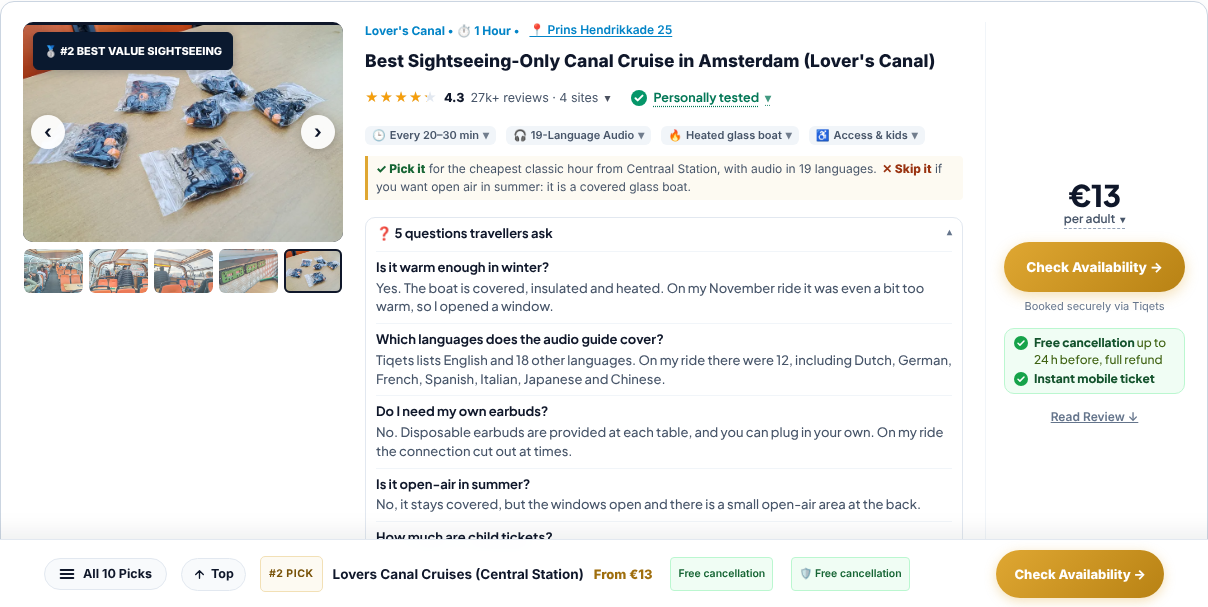 #2 BEST VALUE SIGHTSEEING
Lover's Canal • ⏱ 1 Hour • 📍 Prins Hendrikkade 25
Best Sightseeing-Only Canal Cruise in Amsterdam (Lover's Canal)
★★★★★ 4.3 27k+ reviews · 4 sites ▼ Personally tested ▼
Every 20–30 min ▼ 19-Language Audio ▼ Heated glass boat ▼ Access & kids ▼
✓ Pick it for the cheapest classic hour from Centraal Station, with audio in 19 languages. ✕ Skip it if
you want open air in summer: it is a covered glass boat.
❓ 5 questions travellers ask ▲
Is it warm enough in winter?
Yes. The boat is covered, insulated and heated. On my November ride it was even a bit too
warm, so I opened a window.
Which languages does the audio guide cover?
Tiqets lists English and 18 other languages. On my ride there were 12, including Dutch, German,
French, Spanish, Italian, Japanese and Chinese.
Do I need my own earbuds?
No. Disposable earbuds are provided at each table, and you can plug in your own. On my ride
the connection cut out at times.
Is it open-air in summer?
No, it stays covered, but the windows open and there is a small open-air area at the back.
How much are child tickets?
€13
per adult ▼
Check Availability →
Booked securely via Tiqets
Free cancellation up to
24 h before, full refund
Instant mobile ticket
Read Review ↓
All 10 Picks
↑ Top
#2 PICK
Lovers Canal Cruises (Central Station) From €13
Free cancellation
Free cancellation
Check Availability →